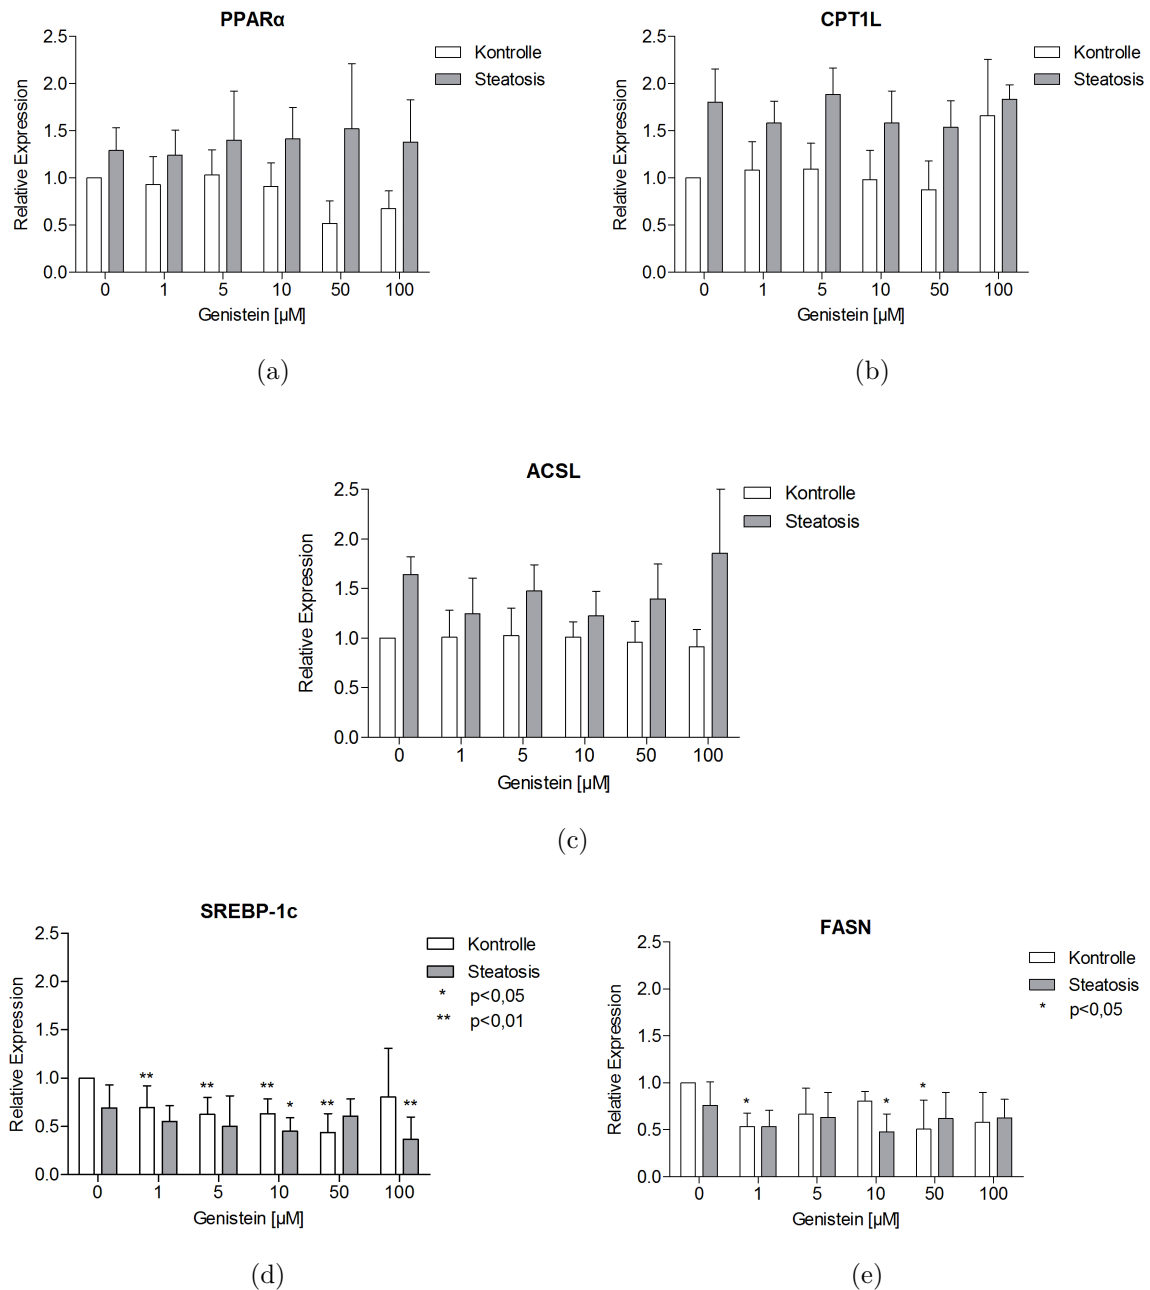 PPARα
2.5
2.0
1.5
1.0
0.5
0.0
Relative Expression
0 1 5 10 50 100
Genistein [µM]
Kontrolle
Steatosis
(a)
CPT1L
2.5
2.0
1.5
1.0
0.5
0.0
Relative Expression
0 1 5 10 50 100
Genistein [µM]
Kontrolle
Steatosis
(b)
ACSL
2.5
2.0
1.5
1.0
0.5
0.0
Relative Expression
0 1 5 10 50 100
Genistein [µM]
Kontrolle
Steatosis
(c)
SREBP-1c
2.5
2.0
1.5
1.0
0.5
0.0
Relative Expression
** ** ** * ** **
0 1 5 10 50 100
Genistein [µM]
Kontrolle
Steatosis
* p<0,05
** p<0,01
(d)
FASN
2.5
2.0
1.5
1.0
0.5
0.0
Relative Expression
* * *
0 1 5 10 50 100
Genistein [µM]
Kontrolle
Steatosis
* p<0,05
(e)